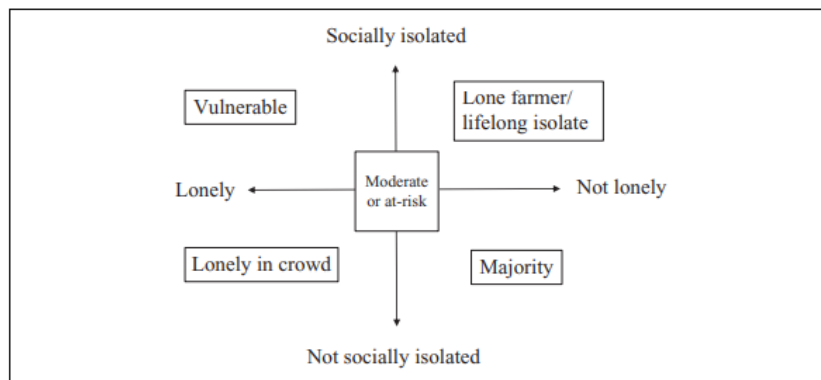 Socially isolated
Vulnerable
Lone farmer/
lifelong isolate
Lonely
Moderate
or at-risk
Not lonely
Lonely in crowd
Majority
Not socially isolated